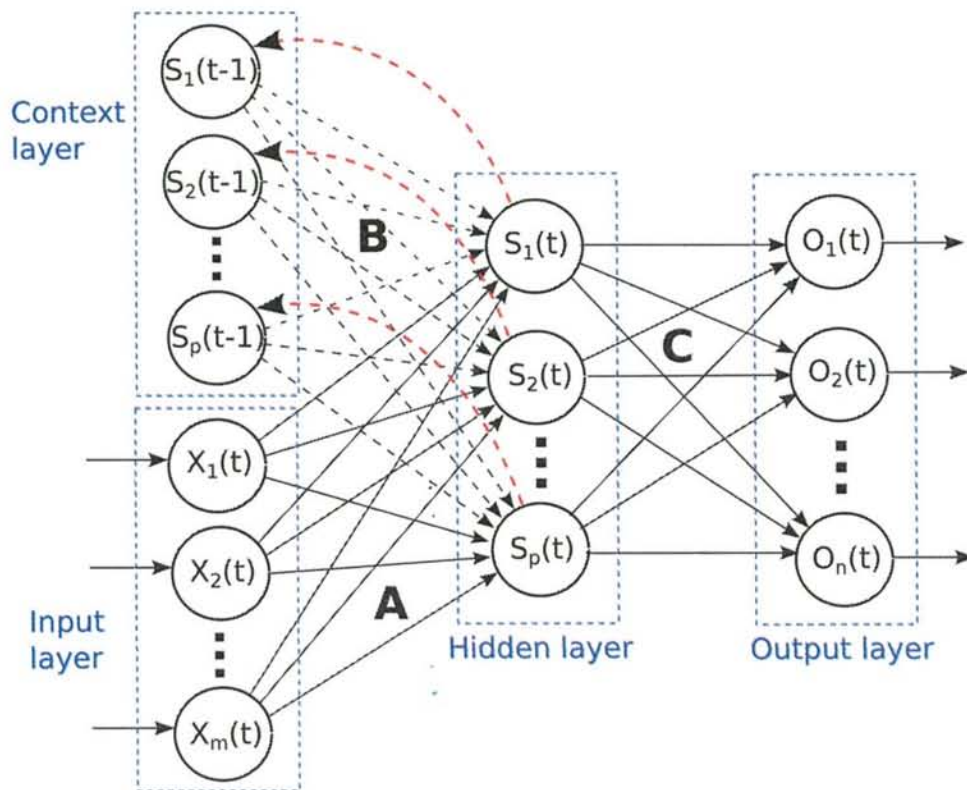 Context
layer
S1(t-1)
S2(t-1)
Sp(t-1)
B
S1(t)
S2(t)
Sp(t)
Hidden layer
O1(t)
O2(t)
On(t)
Output layer
C
Input
layer
X1(t)
X2(t)
Xm(t)
A